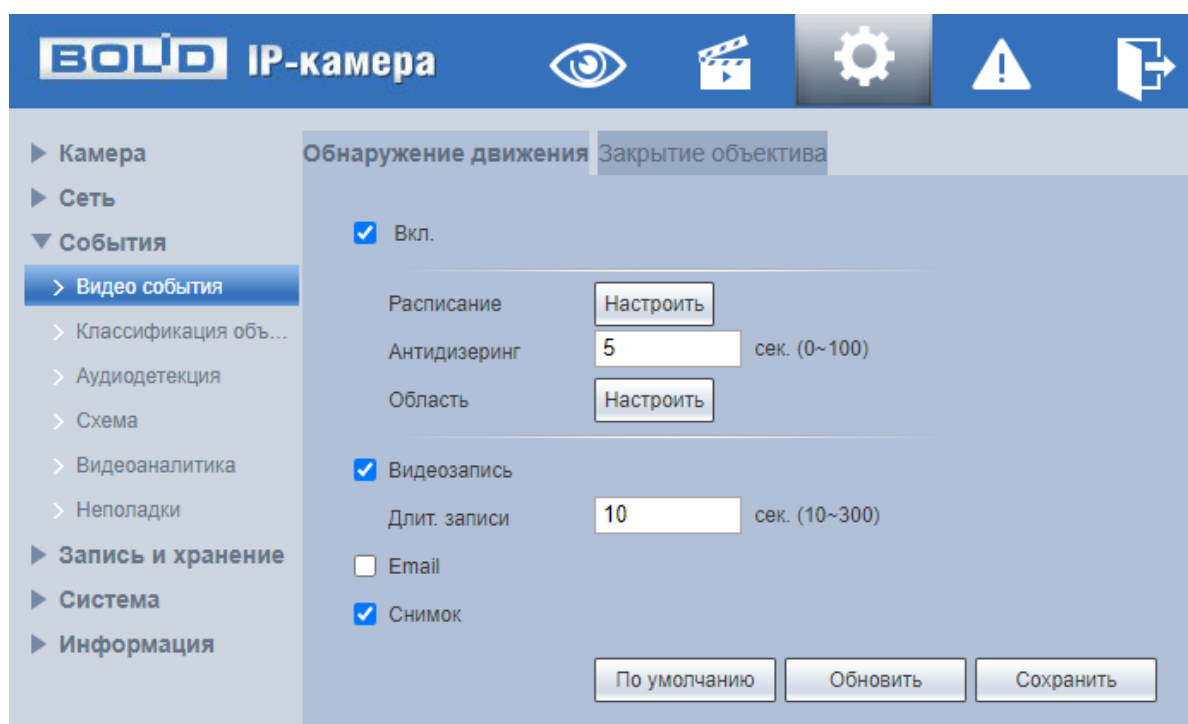 BOLID IP-камера
Камера
Сеть
События
Видео события
Классификация объ...
Аудиодетекция
Схема
Видеоаналитика
Неполадки
Запись и хранение
Система
Информация
Обнаружение движения Закрытие объектива
Вкл.
Расписание Настроить
Антидизеринг 5 сек. (0~100)
Область Настроить
Видеозапись
Длит. записи 10 сек. (10~300)
Email
Снимок
По умолчанию Обновить Сохранить